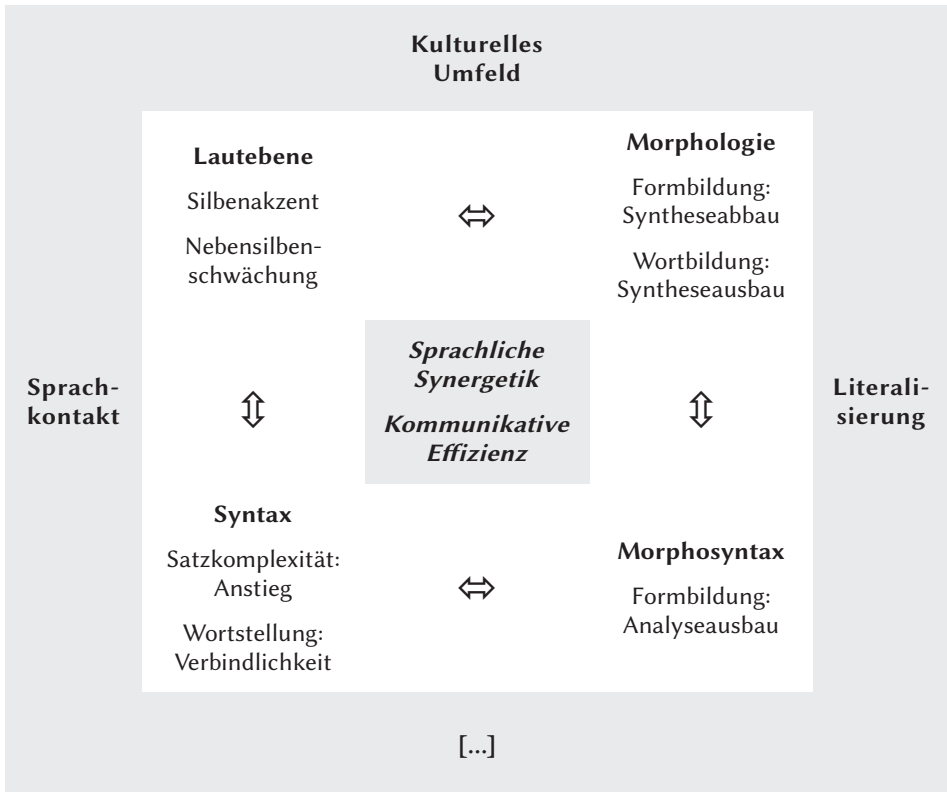 Kulturelles
Umfeld
Lautebene
Silbenakzent
Nebensilben-
schwächung
Morphologie
Formbildung:
Syntheseabbau
Wortbildung:
Syntheseausbau
Sprach-
kontakt
Sprachliche
Synergetik
Kommunikative
Effizienz
Literali-
sierung
Syntax
Satzkomplexität:
Anstieg
Wortstellung:
Verbindlichkeit
Morphosyntax
Formbildung:
Analyseausbau
[...]